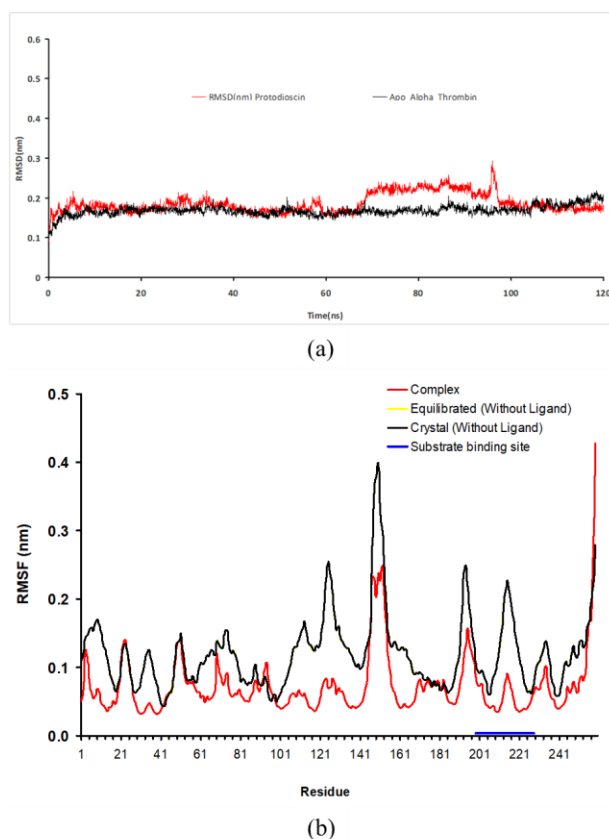 0.6
0.5
0.4
0.3
0.2
0.1
0
RMSD(nm)
RMSD(nm) Protodioscin
Apo Alpha Thrombin
0 20 40 60 80 100 120
Time(ns)
(a)
0.5
0.4
0.3
0.2
0.1
0.0
RMSF (nm)
Complex
Equilibrated (Without Ligand)
Crystal (Without Ligand)
Substrate binding site
1 21 41 61 81 101 121 141 161 181 201 221 241
Residue
(b)